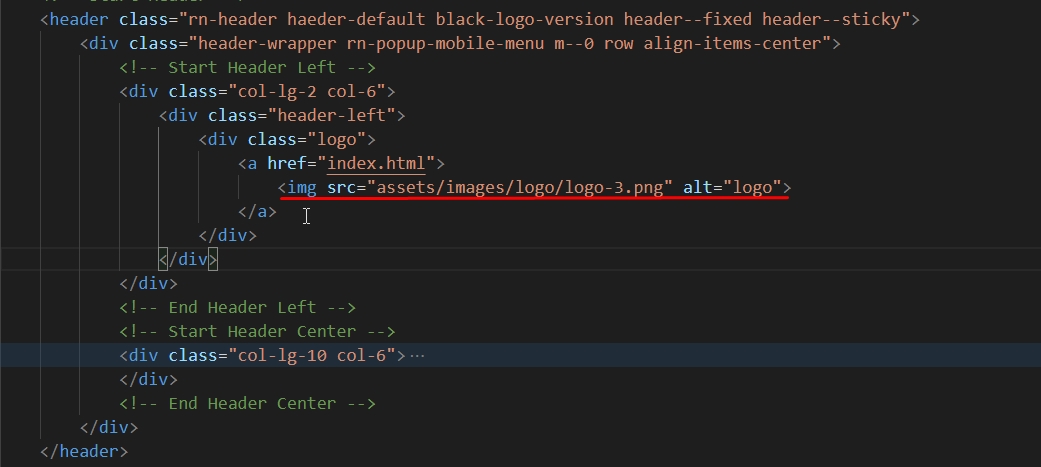 <header class="rn-header haeder-default black-logo-version header--fixed header--sticky">
<div class="header-wrapper rn-popup-mobile-menu m--0 row align-items-center">
<!-- Start Header Left -->
<div class="col-lg-2 col-6">
<div class="header-left">
<div class="logo">
<a href="index.html">
<img src="assets/images/logo/logo-3.png" alt="logo">
</a>
</div>
</div>
</div>
<!-- End Header Left -->
<!-- Start Header Center -->
<div class="col-lg-10 col-6">···
</div>
<!-- End Header Center -->
</div>
</header>